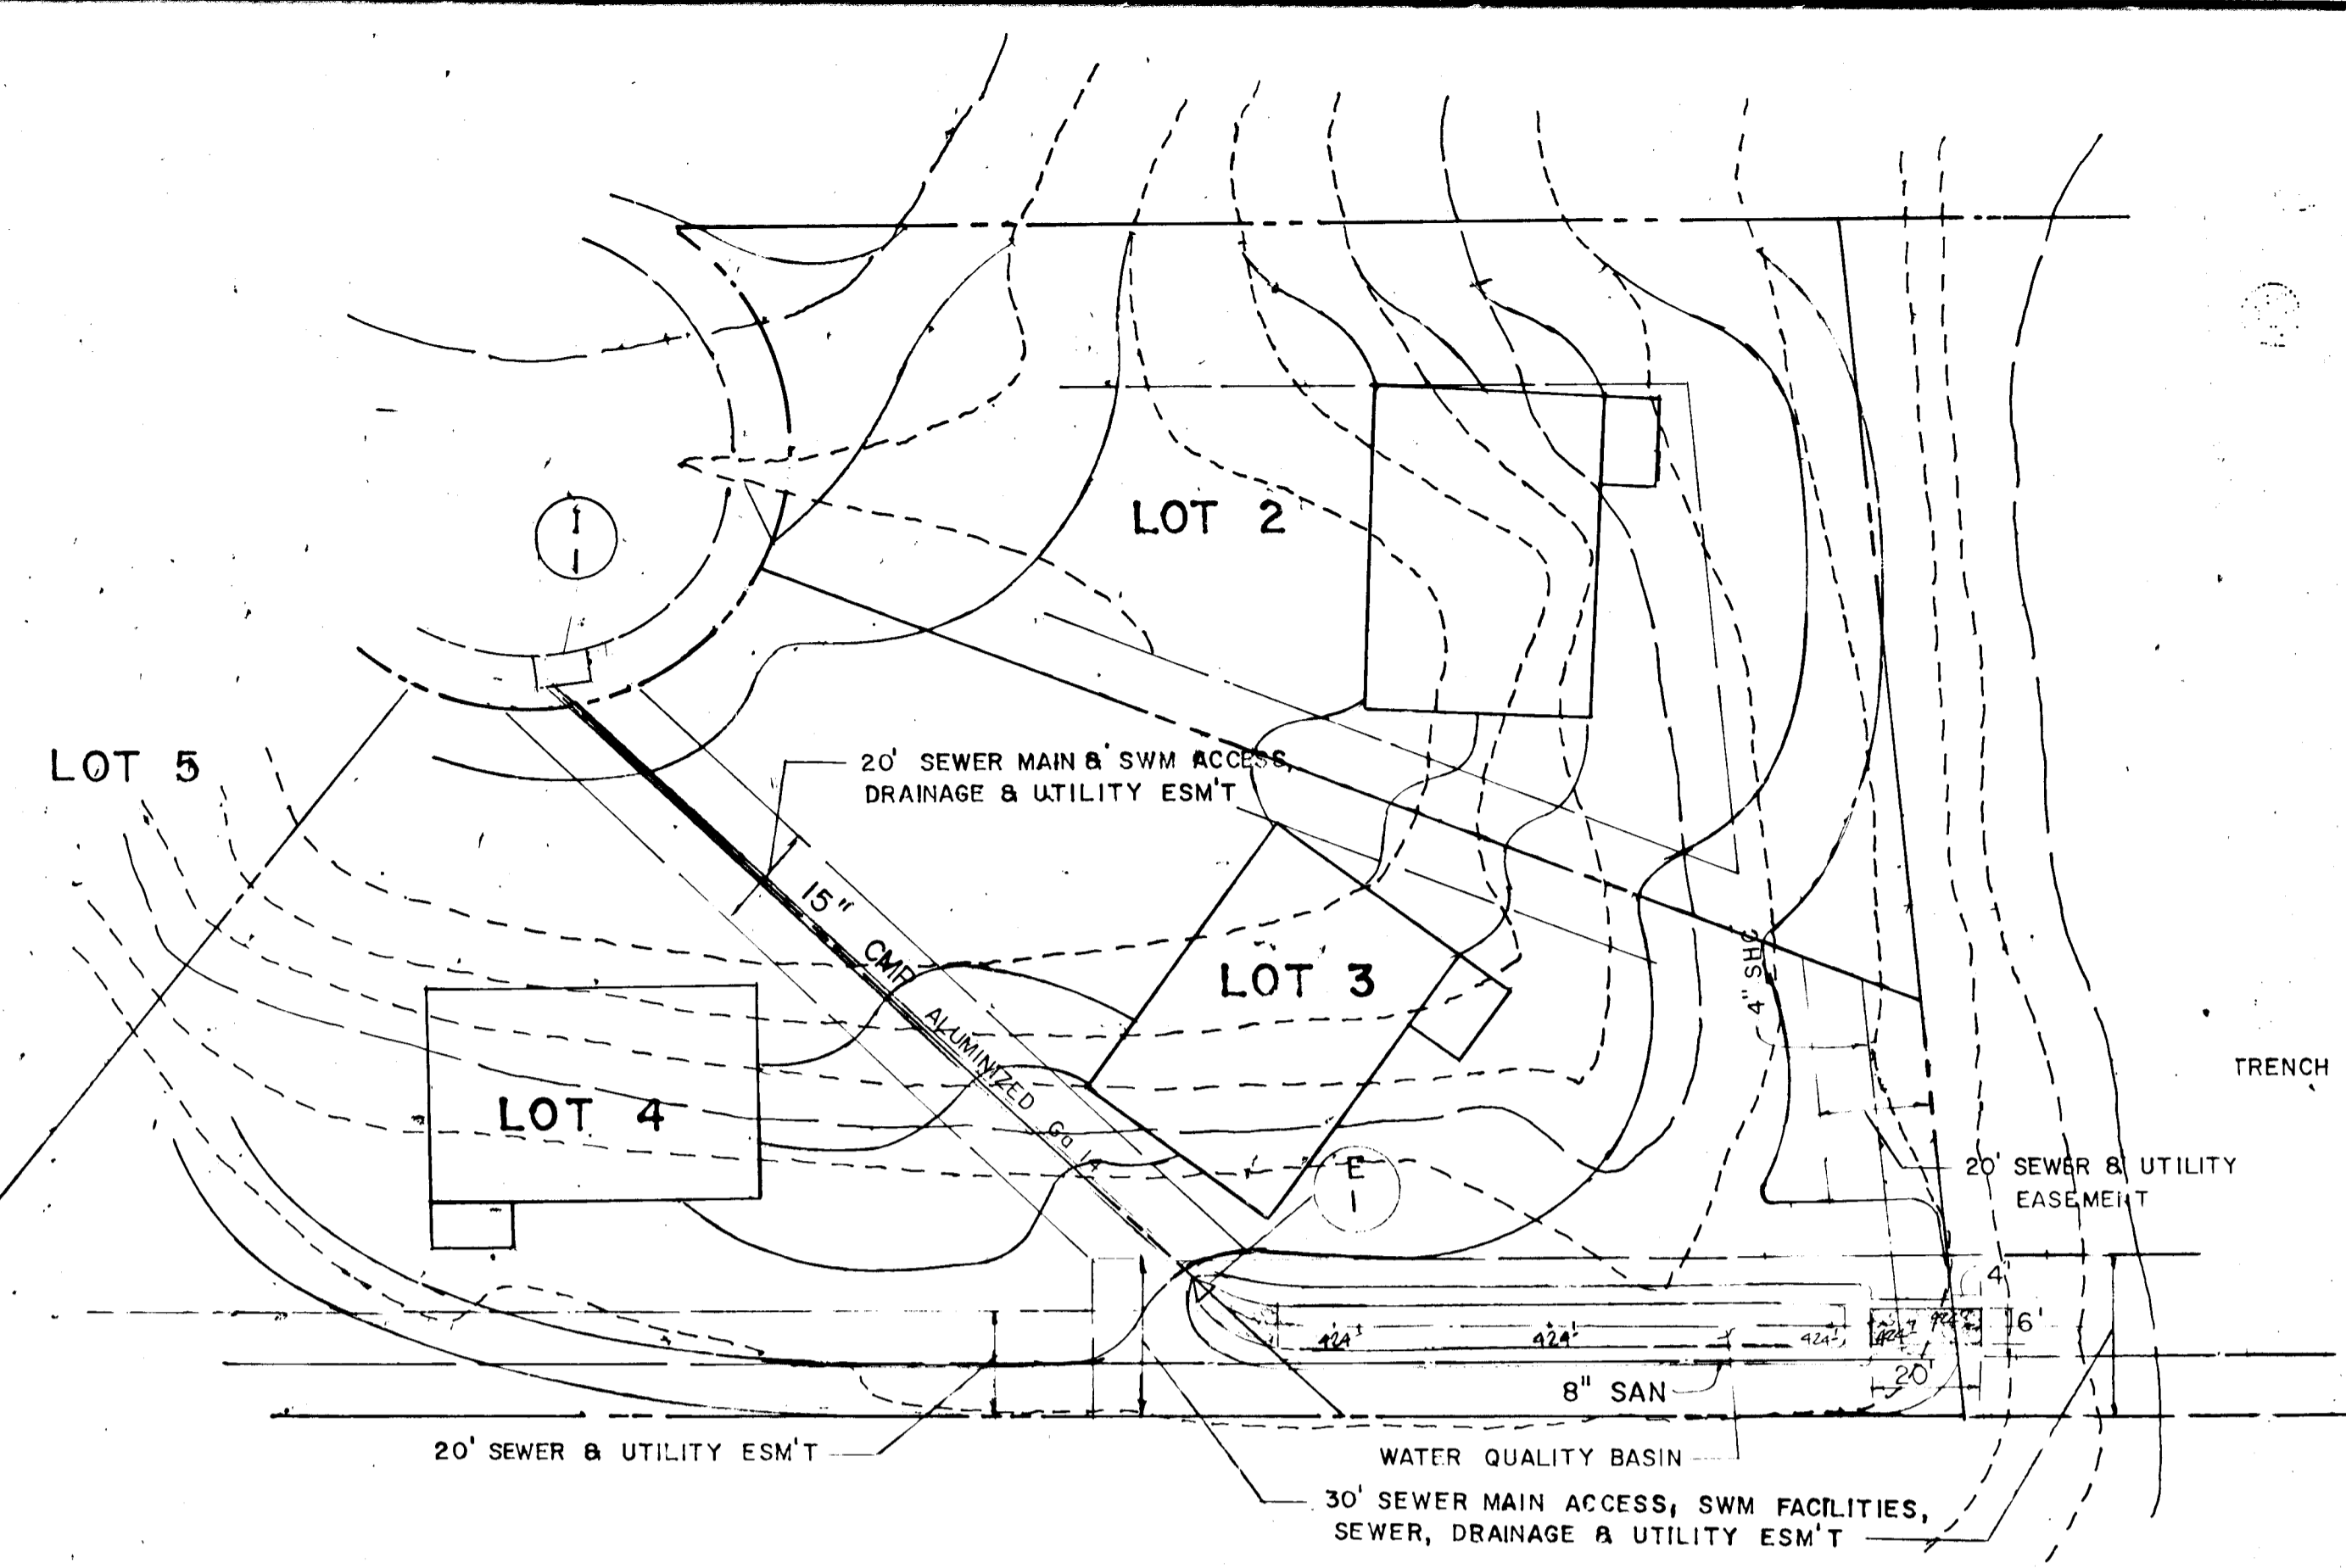 LOT 2
I
LOT 5
20' SEWER MAIN & SWM ACCESS,
DRAINAGE & UTILITY ESM'T
15" CMP ALUMINIZED Ga 14
LOT 3
4" SHC
TRENCH
LOT 4
E
I
20' SEWER & UTILITY
EASEMENT
4'
6'
424'
424'
424'
20'
8" SAN
20' SEWER & UTILITY ESM'T
WATER QUALITY BASIN
30' SEWER MAIN ACCESS, SWM FACILITIES,
SEWER, DRAINAGE & UTILITY ESM'T